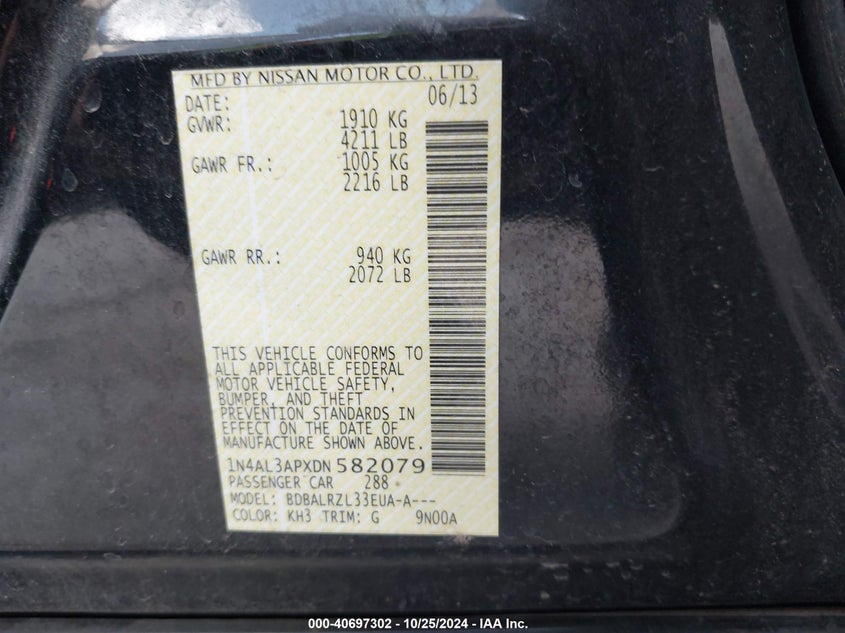 MFD BY NISSAN MOTOR CO., LTD.
DATE: 06/13
GVWR: 1910 KG
4211 LB
GAWR FR.: 1005 KG
2216 LB
GAWR RR.: 940 KG
2072 LB
THIS VEHICLE CONFORMS TO
ALL APPLICABLE FEDERAL
MOTOR VEHICLE SAFETY,
BUMPER, AND THEFT
PREVENTION STANDARDS IN
EFFECT ON THE DATE OF
MANUFACTURE SHOWN ABOVE.
1N4AL3APXDN582079
PASSENGER CAR 288
MODEL: BDBALRZL33EUA-A---
COLOR: KH3 TRIM: G 9N00A
000-40697302 - 10/25/2024 - IAA Inc.